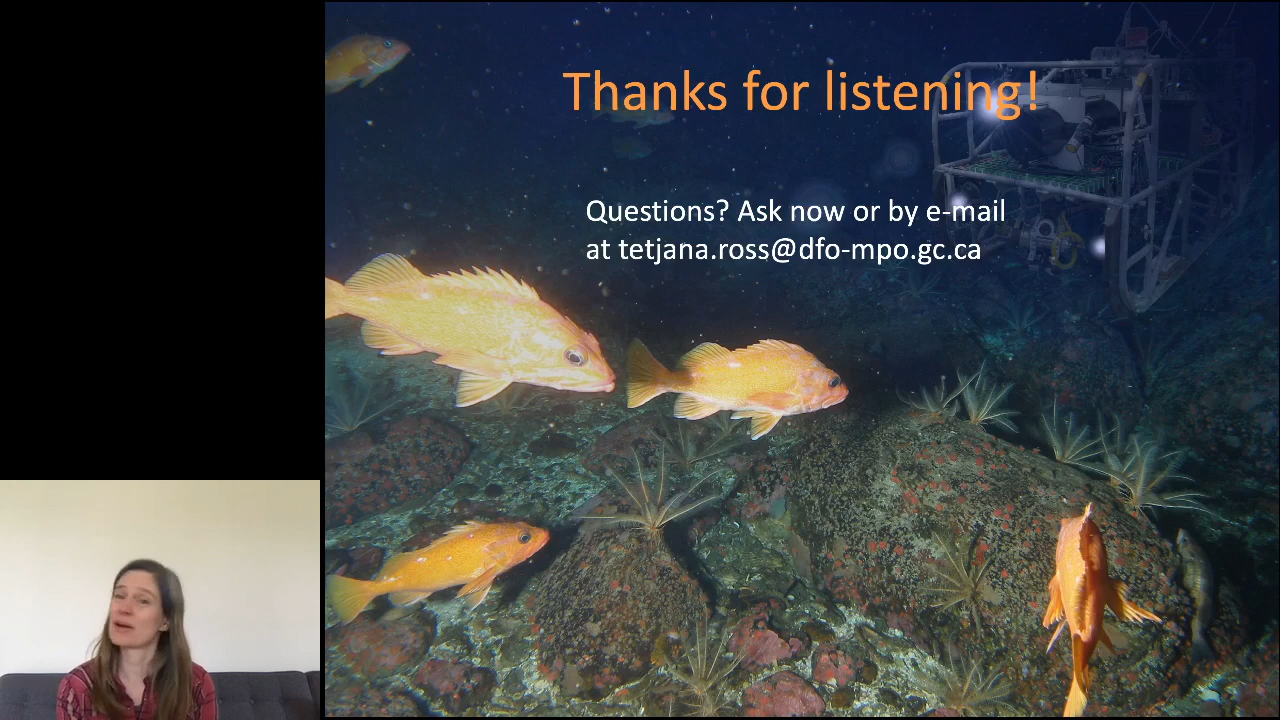 Thanks for listening!
Questions? Ask now or by e-mail
at tetjana.ross@dfo-mpo.gc.ca